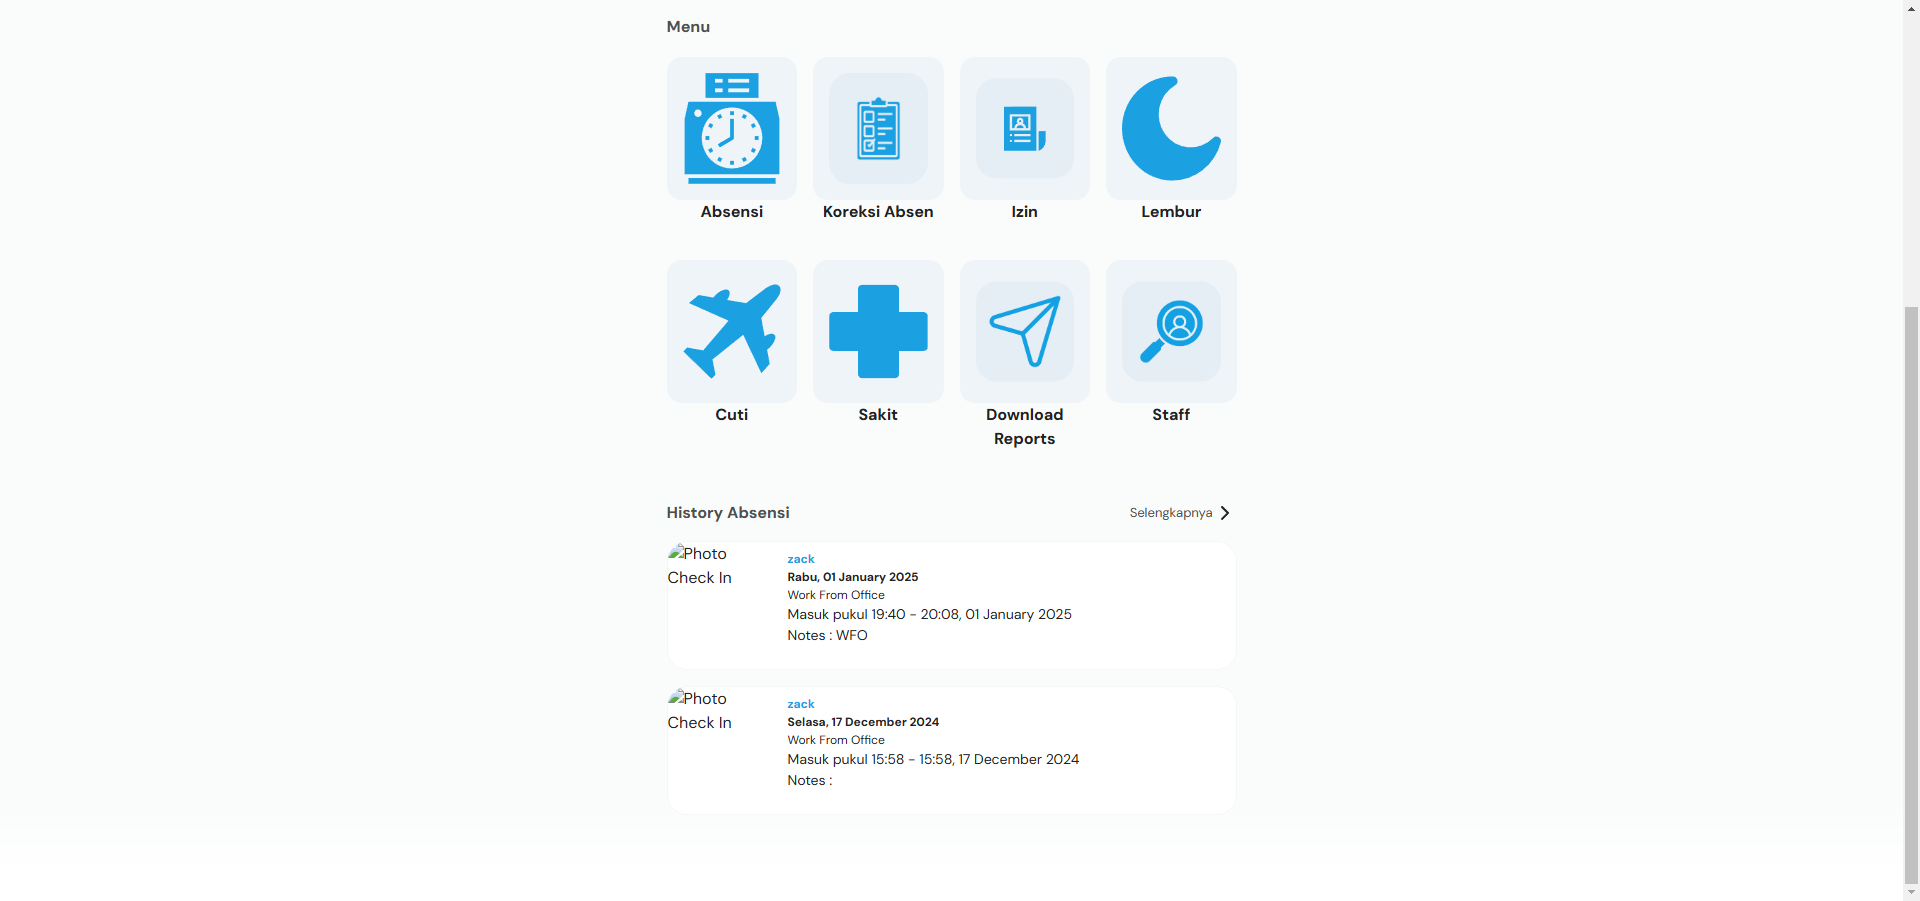 Menu
Absensi
Koreksi Absen
Izin
Lembur
Cuti
Sakit
Download
Reports
Staff
History Absensi
Selengkapnya
Photo
Check In
zack
Rabu, 01 January 2025
Work From Office
Masuk pukul 19:40 - 20:08, 01 January 2025
Notes : WFO
Photo
Check In
zack
Selasa, 17 December 2024
Work From Office
Masuk pukul 15:58 - 15:58, 17 December 2024
Notes :